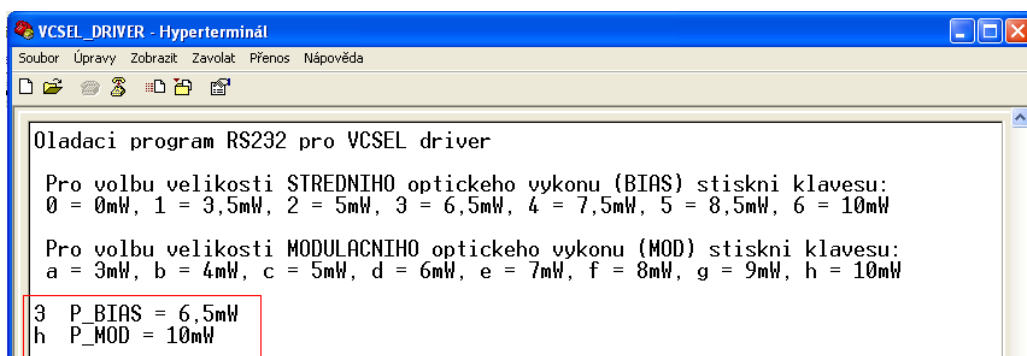 VCSEL_DRIVER - Hyperterminál
Soubor Úpravy Zobrazit Zavolat Přenos Nápověda
Oladaci program RS232 pro VCSEL driver
Pro volbu velikosti STREDNIHO optickeho vykonu (BIAS) stiskni klavesu:
0 = 0mW, 1 = 3,5mW, 2 = 5mW, 3 = 6,5mW, 4 = 7,5mW, 5 = 8,5mW, 6 = 10mW
Pro volbu velikosti MODULACNIHO optickeho vykonu (MOD) stiskni klavesu:
a = 3mW, b = 4mW, c = 5mW, d = 6mW, e = 7mW, f = 8mW, g = 9mW, h = 10mW
3 P_BIAS = 6,5mW
h P_MOD = 10mW